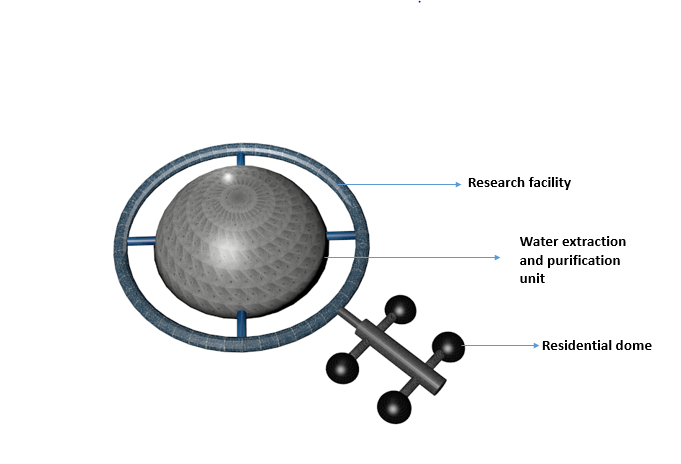 Research facility
Water extraction
and purification
unit
Residential dome